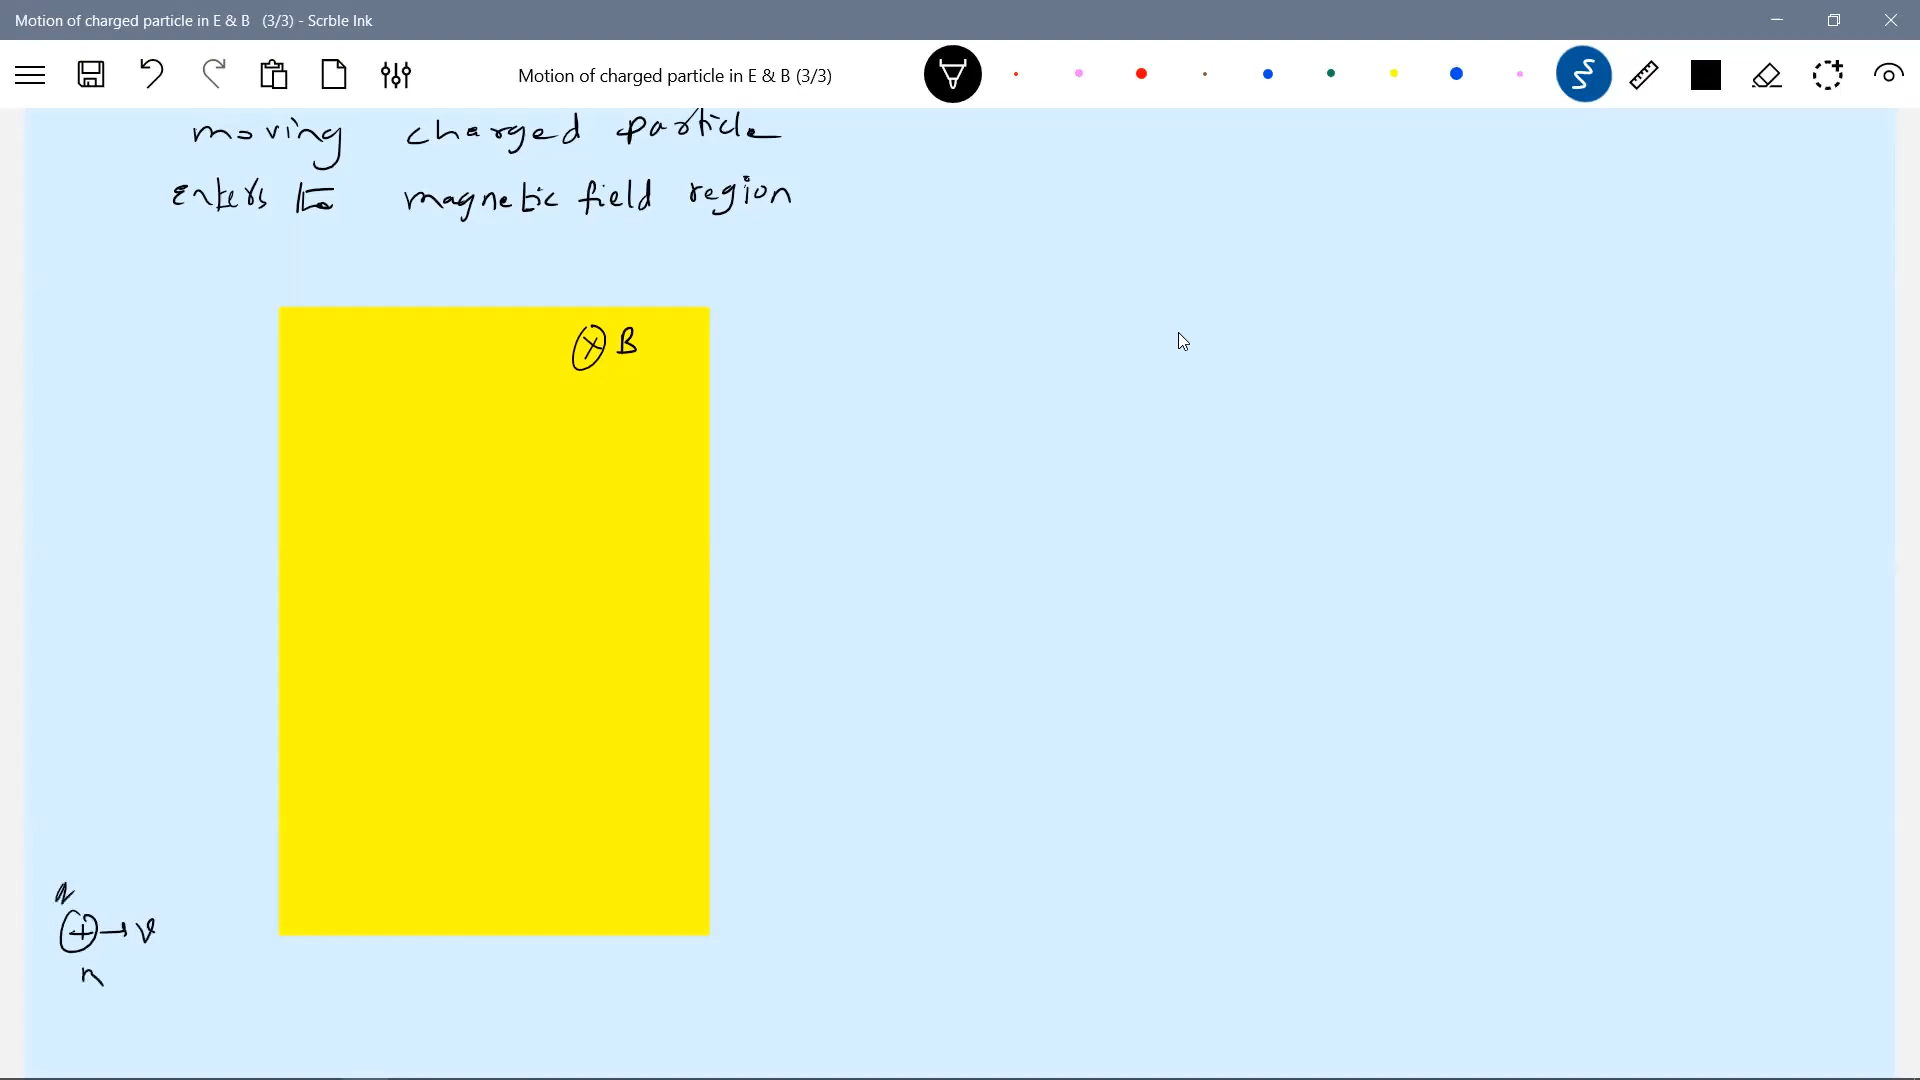 Motion of charged particle in E & B (3/3) - Scrble Ink
Motion of charged particle in E & B (3/3)
moving charged particle
enters magnetic field region
B
q
+ → v